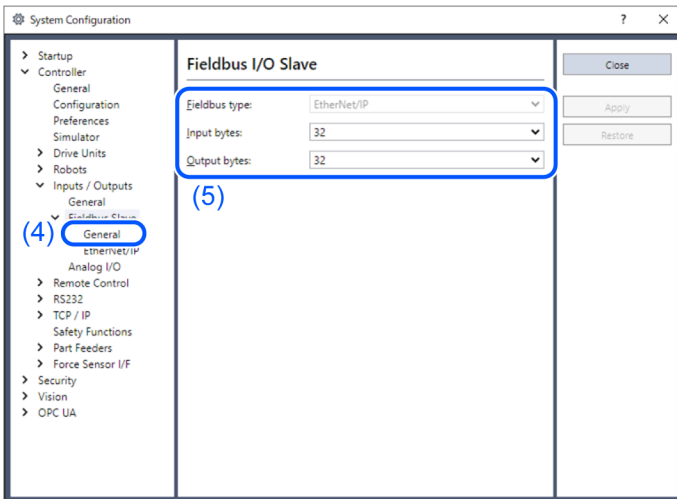 System Configuration
?
Startup
Controller
General
Configuration
Preferences
Simulator
Drive Units
Robots
Inputs / Outputs
General
Fieldbus Slave
(4)
General
EtherNet/IP
Analog I/O
Remote Control
RS232
TCP / IP
Safety Functions
Part Feeders
Force Sensor I/F
Security
Vision
OPC UA
Fieldbus I/O Slave
Fieldbus type: EtherNet/IP
Input bytes: 32
Output bytes: 32
(5)
Close
Apply
Restore